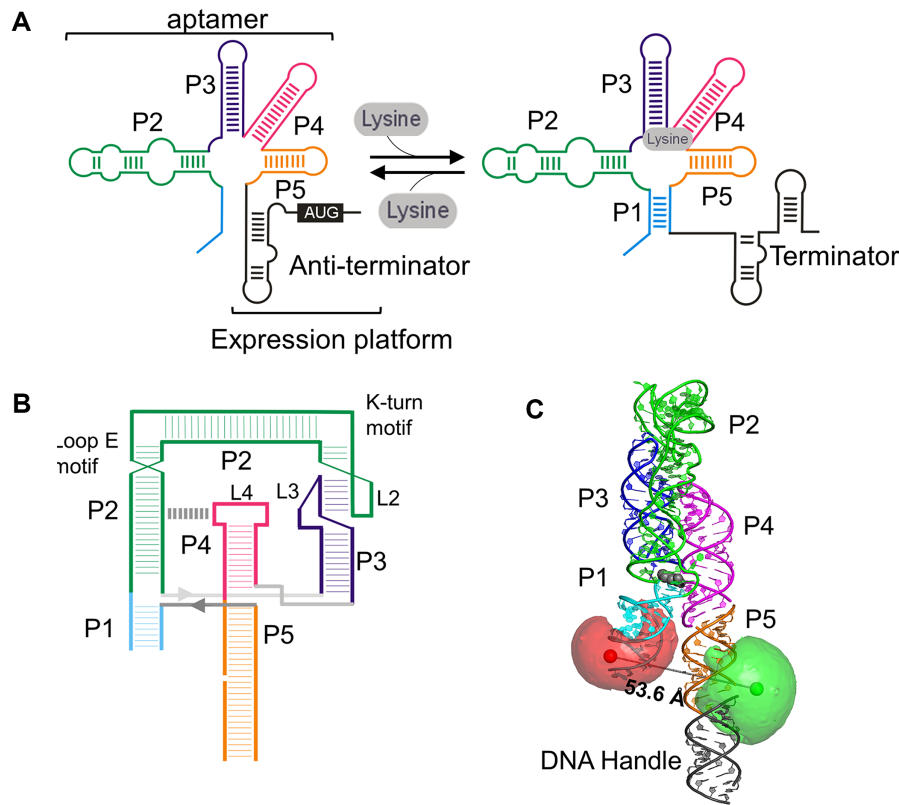 A
aptamer
P3
P2
P4
P5
AUG
Anti-terminator
Expression platform
Lysine
Lysine
P3
P2
Lysine
P4
P1
P5
Terminator
B
K-turn
motif
Loop E
motif
P2
L4
L3
L2
P2
P4
P3
P1
P5
C
P2
P3
P4
P1
P5
53.6 Å
DNA Handle